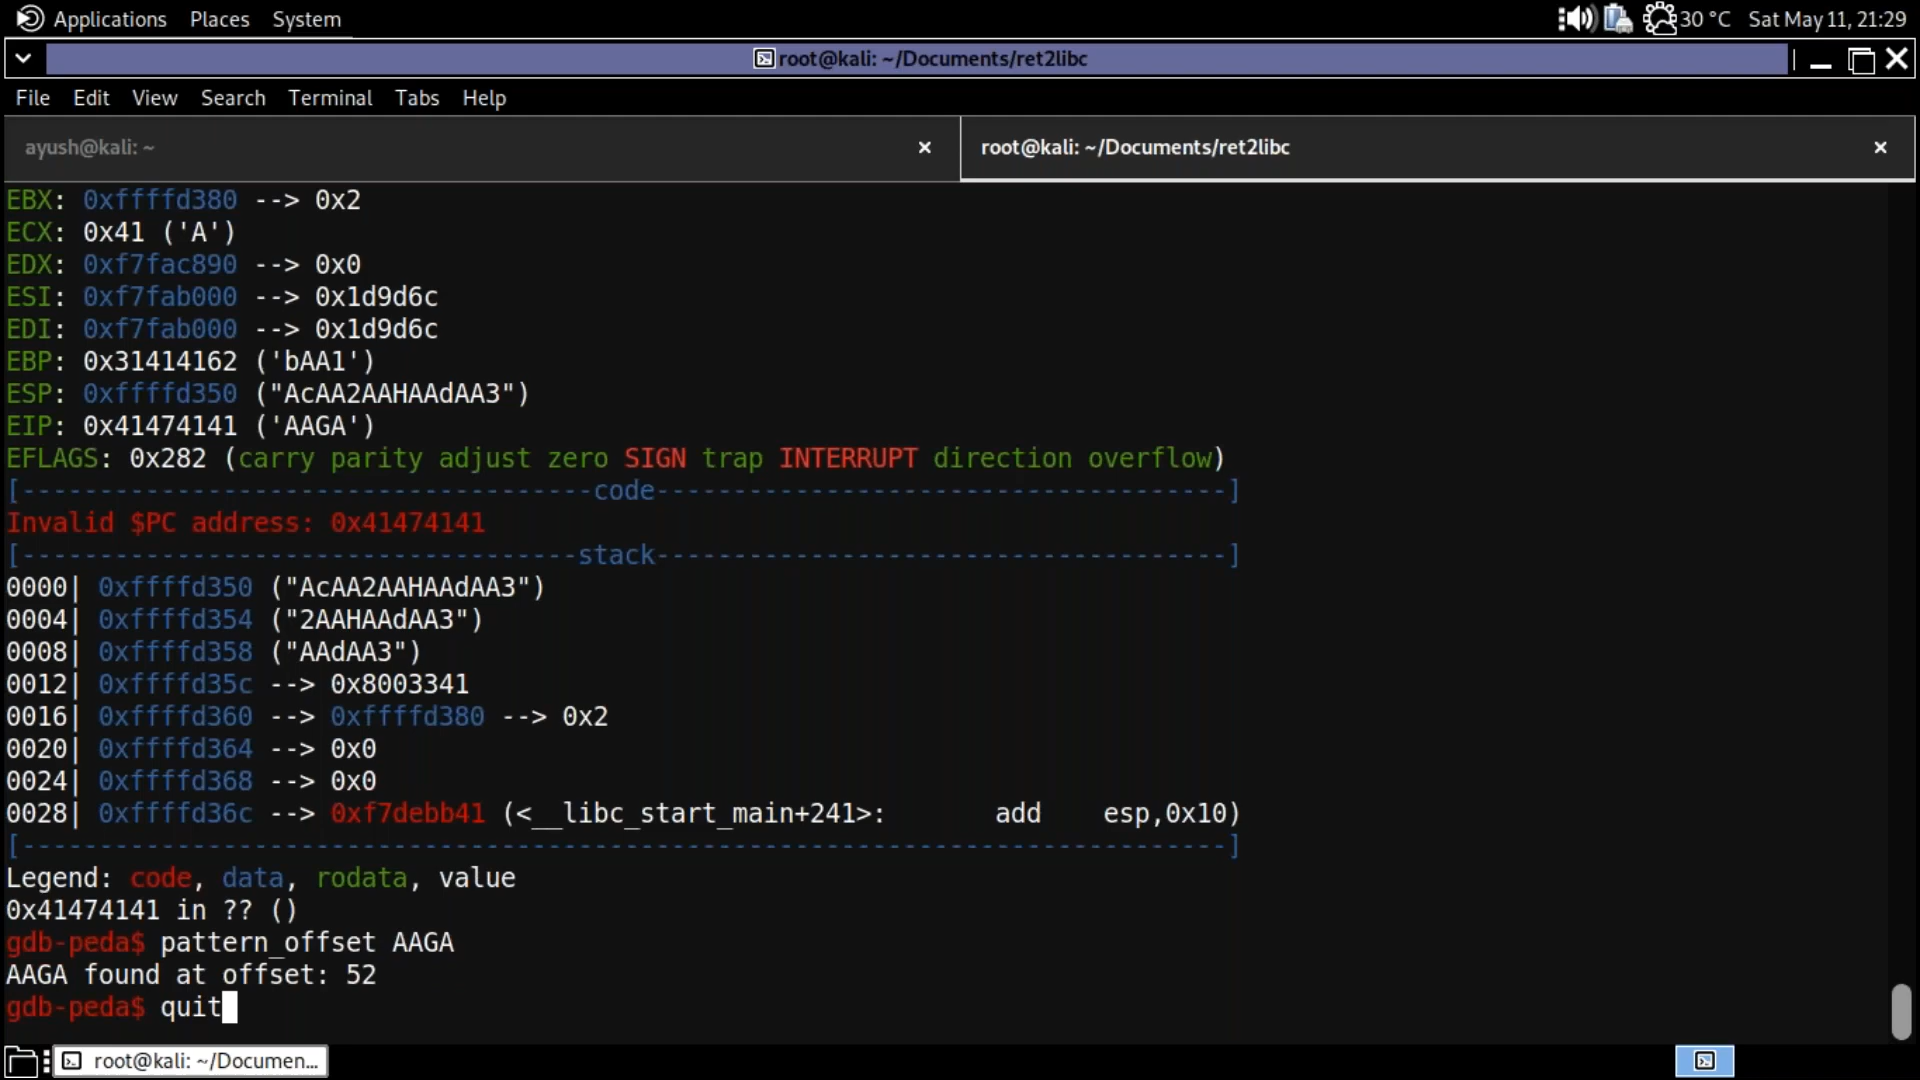 Applications Places System 30 °C Sat May 11, 21:29
root@kali: ~/Documents/ret2libc
File Edit View Search Terminal Tabs Help
ayush@kali: ~ × root@kali: ~/Documents/ret2libc ×
EBX: 0xffffd380 --> 0x2
ECX: 0x41 ('A')
EDX: 0xf7fac890 --> 0x0
ESI: 0xf7fab000 --> 0x1d9d6c
EDI: 0xf7fab000 --> 0x1d9d6c
EBP: 0x31414162 ('bAA1')
ESP: 0xffffd350 ("AcAA2AAHAAdAA3")
EIP: 0x41474141 ('AAGA')
EFLAGS: 0x282 (carry parity adjust zero SIGN trap INTERRUPT direction overflow)
[--------------------------------------code-------------------------------------]
Invalid $PC address: 0x41474141
[-------------------------------------stack-------------------------------------]
0000| 0xffffd350 ("AcAA2AAHAAdAA3")
0004| 0xffffd354 ("2AAHAAdAA3")
0008| 0xffffd358 ("AAdAA3")
0012| 0xffffd35c --> 0x8003341
0016| 0xffffd360 --> 0xffffd380 --> 0x2
0020| 0xffffd364 --> 0x0
0024| 0xffffd368 --> 0x0
0028| 0xffffd36c --> 0xf7debb41 (<__libc_start_main+241>: add esp,0x10)
[-------------------------------------------------------------------------------]
Legend: code, data, rodata, value
0x41474141 in ?? ()
gdb-peda$ pattern_offset AAGA
AAGA found at offset: 52
gdb-peda$ quit
root@kali: ~/Documen...